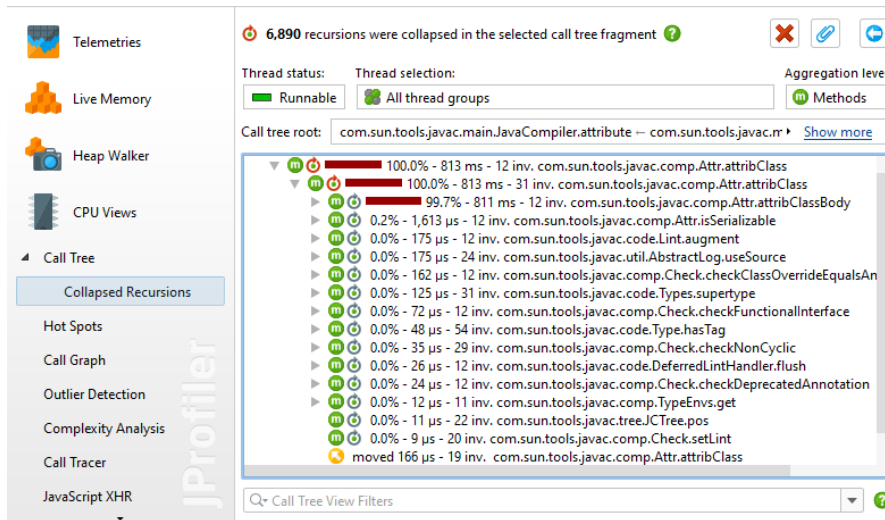 Telemetries
Live Memory
Heap Walker
CPU Views
Call Tree
Collapsed Recursions
Hot Spots
Call Graph
Outlier Detection
Complexity Analysis
Call Tracer
JavaScript XHR
JProfiler
6,890 recursions were collapsed in the selected call tree fragment ?
Thread status: Thread selection: Aggregation leve
Runnable All thread groups m Methods
Call tree root: com.sun.tools.javac.main.JavaCompiler.attribute ← com.sun.tools.javac.m Show more
m 100.0% - 813 ms - 12 inv. com.sun.tools.javac.comp.Attr.attribClass
m 100.0% - 813 ms - 31 inv. com.sun.tools.javac.comp.Attr.attribClass
m 99.7% - 811 ms - 12 inv. com.sun.tools.javac.comp.Attr.attribClassBody
m 0.2% - 1,613 µs - 12 inv. com.sun.tools.javac.comp.Attr.isSerializable
m 0.0% - 175 µs - 12 inv. com.sun.tools.javac.code.Lint.augment
m 0.0% - 175 µs - 24 inv. com.sun.tools.javac.util.AbstractLog.useSource
m 0.0% - 162 µs - 12 inv. com.sun.tools.javac.comp.Check.checkClassOverrideEqualsAn
m 0.0% - 125 µs - 31 inv. com.sun.tools.javac.code.Types.supertype
m 0.0% - 72 µs - 12 inv. com.sun.tools.javac.comp.Check.checkFunctionalInterface
m 0.0% - 48 µs - 54 inv. com.sun.tools.javac.code.Type.hasTag
m 0.0% - 35 µs - 29 inv. com.sun.tools.javac.comp.Check.checkNonCyclic
m 0.0% - 26 µs - 12 inv. com.sun.tools.javac.code.DeferredLintHandler.flush
m 0.0% - 24 µs - 12 inv. com.sun.tools.javac.comp.Check.checkDeprecatedAnnotation
m 0.0% - 12 µs - 11 inv. com.sun.tools.javac.comp.TypeEnvs.get
m 0.0% - 11 µs - 22 inv. com.sun.tools.javac.tree.JCTree.pos
m 0.0% - 9 µs - 20 inv. com.sun.tools.javac.comp.Check.setLint
moved 166 µs - 19 inv. com.sun.tools.javac.comp.Attr.attribClass
Call Tree View Filters ?